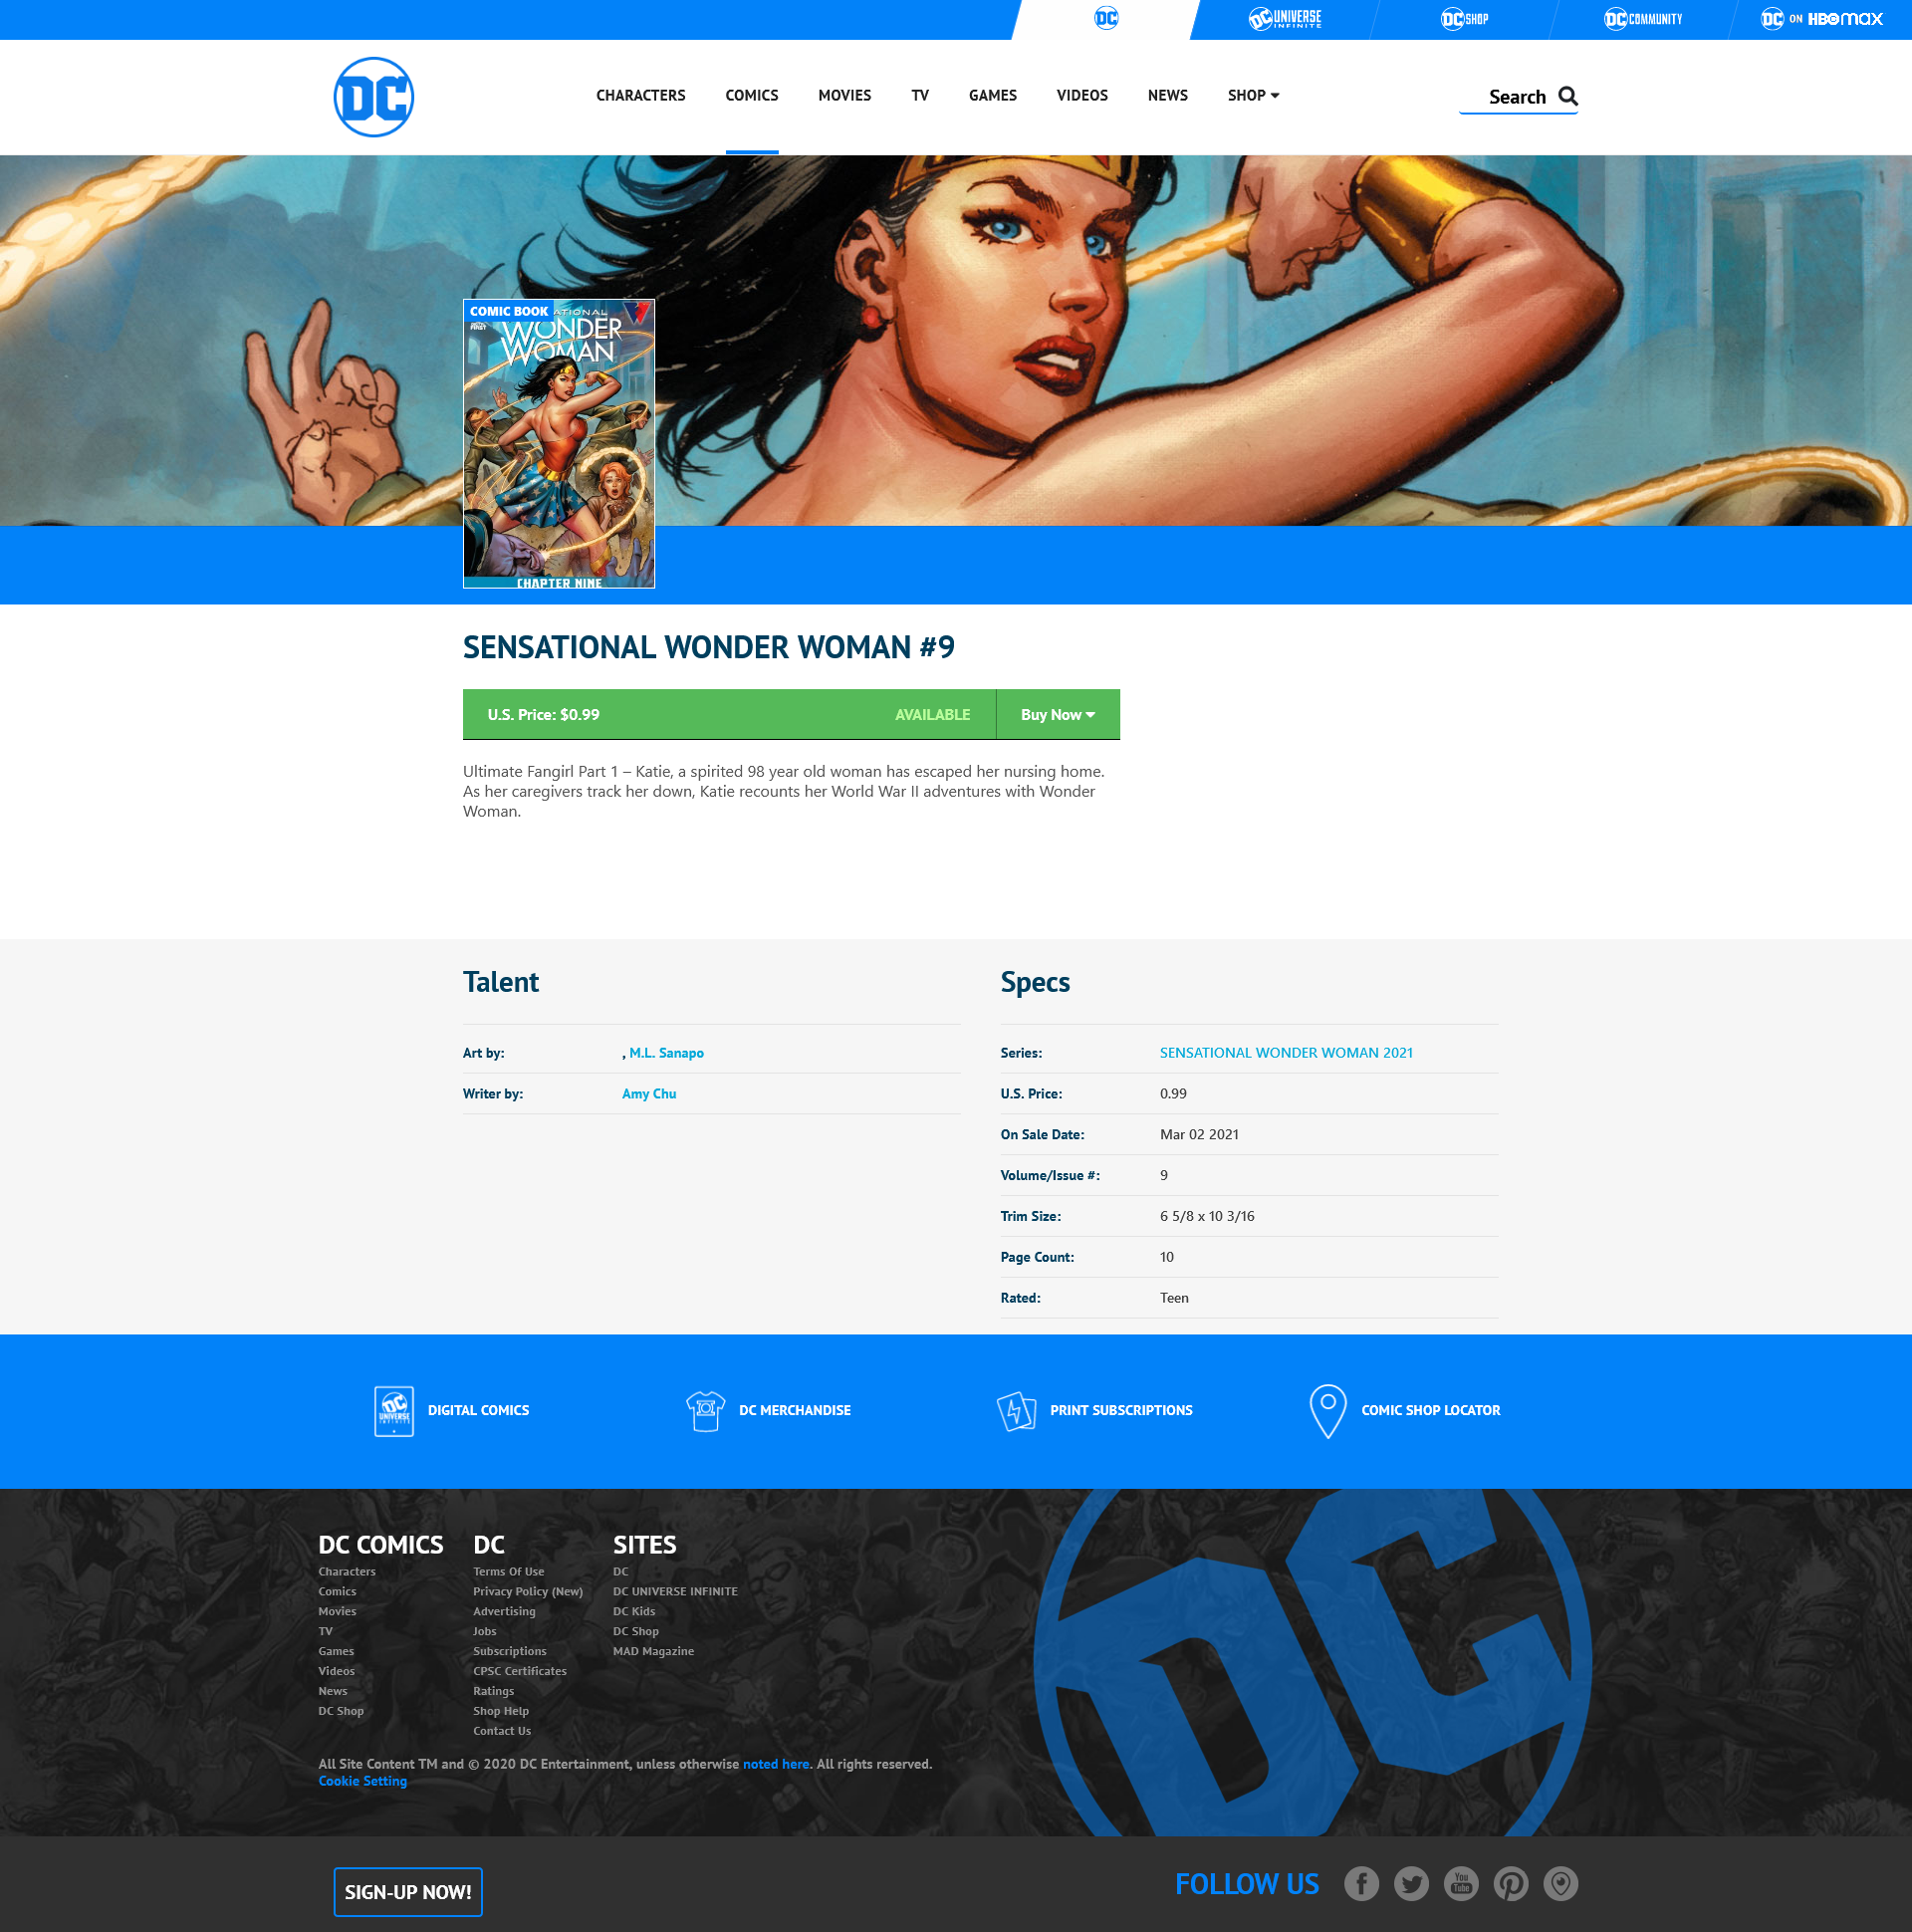 DC
DC UNIVERSE INFINITE
DC SHOP
DC COMMUNITY
DC ON HBOmax
DC
CHARACTERS
COMICS
MOVIES
TV
GAMES
VIDEOS
NEWS
SHOP
Search
COMIC BOOK
WONDER
WOMAN
CHAPTER NINE
SENSATIONAL WONDER WOMAN #9
U.S. Price: $0.99
AVAILABLE
Buy Now
Ultimate Fangirl Part 1 – Katie, a spirited 98 year old woman has escaped her nursing home.
As her caregivers track her down, Katie recounts her World War II adventures with Wonder
Woman.
Talent
Art by: , M.L. Sanapo
Writer by: Amy Chu
Specs
Series: SENSATIONAL WONDER WOMAN 2021
U.S. Price: 0.99
On Sale Date: Mar 02 2021
Volume/Issue #: 9
Trim Size: 6 5/8 x 10 3/16
Page Count: 10
Rated: Teen
DC UNIVERSE INFINITE
DIGITAL COMICS
DC MERCHANDISE
PRINT SUBSCRIPTIONS
COMIC SHOP LOCATOR
DC COMICS
Characters
Comics
Movies
TV
Games
Videos
News
DC Shop
DC
Terms Of Use
Privacy Policy (New)
Advertising
Jobs
Subscriptions
CPSC Certificates
Ratings
Shop Help
Contact Us
SITES
DC
DC UNIVERSE INFINITE
DC Kids
DC Shop
MAD Magazine
DC
All Site Content TM and © 2020 DC Entertainment, unless otherwise noted here. All rights reserved.
Cookie Setting
SIGN-UP NOW!
FOLLOW US
You Tube